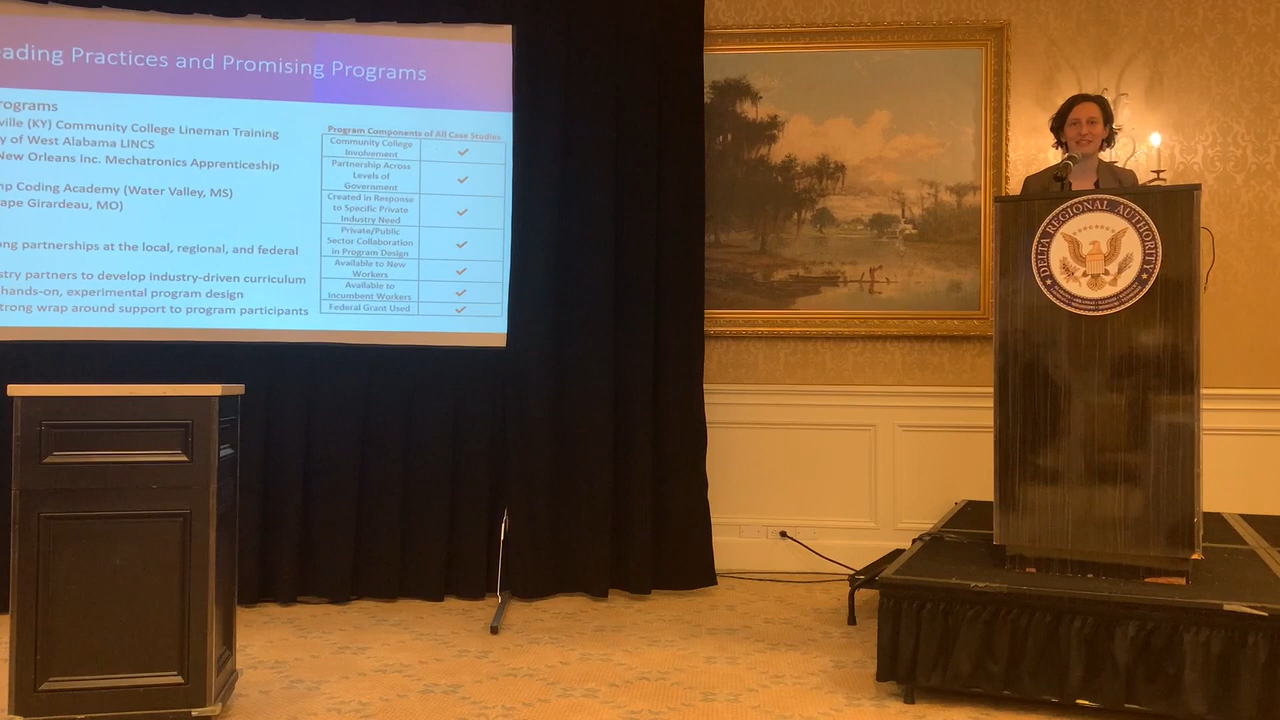 ading Practices and Promising Programs
rograms
ville (KY) Community College Lineman Training
y of West Alabama LINCS
New Orleans Inc. Mechatronics Apprenticeship
mp Coding Academy (Water Valley, MS)
ape Girardeau, MO)
ong partnerships at the local, regional, and federal
stry partners to develop industry-driven curriculum
hands-on, experimental program design
strong wrap around support to program participants
Program Components of All Case Studies
Community College
Involvement
Partnership Across
Levels of
Government
Created in Response
to Specific Private
Industry Need
Private/Public
Sector Collaboration
in Program Design
Available to New
Workers
Available to
Incumbent Workers
Federal Grant Used
DELTA REGIONAL AUTHORITY